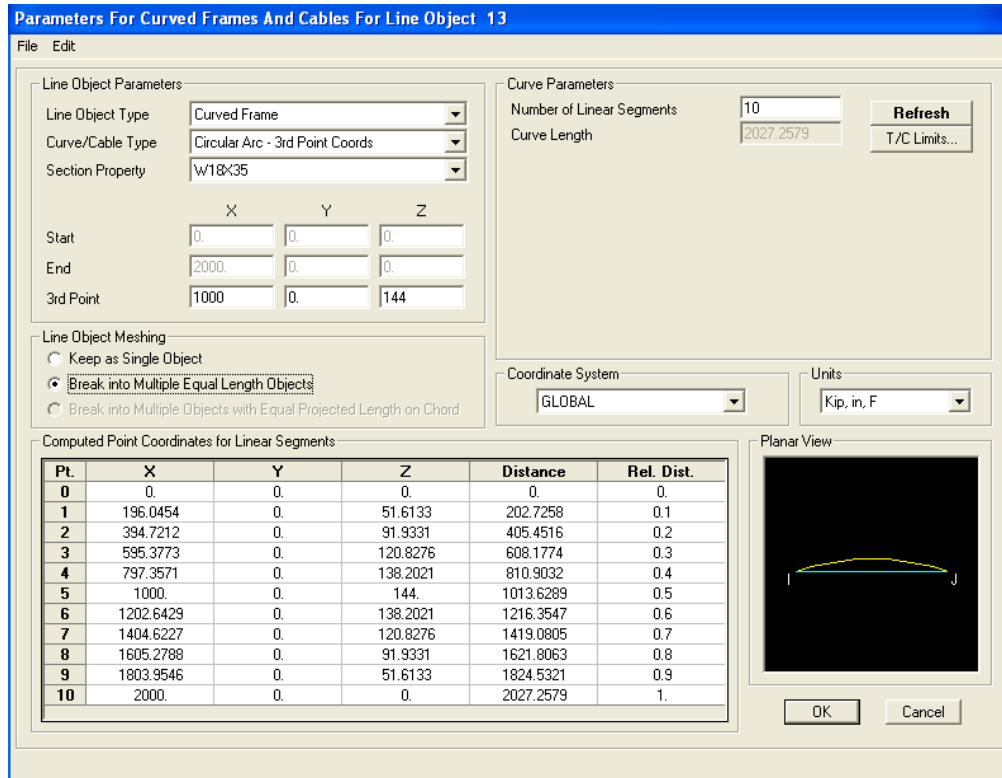 Parameters For Curved Frames And Cables For Line Object 13
File Edit
Line Object Parameters
Line Object Type Curved Frame
Curve/Cable Type Circular Arc - 3rd Point Coords
Section Property W18X35
X Y Z
Start 0. 0. 0.
End 2000. 0. 0.
3rd Point 1000 0. 144
Curve Parameters
Number of Linear Segments 10 Refresh
Curve Length 2027.2579 T/C Limits...
Line Object Meshing
Keep as Single Object
Break into Multiple Equal Length Objects
Break into Multiple Objects with Equal Projected Length on Chord
Coordinate System
GLOBAL
Units
Kip, in, F
Computed Point Coordinates for Linear Segments
Pt. X Y Z Distance Rel. Dist.
0 0. 0. 0. 0. 0.
1 196.0454 0. 51.6133 202.7258 0.1
2 394.7212 0. 91.9331 405.4516 0.2
3 595.3773 0. 120.8276 608.1774 0.3
4 797.3571 0. 138.2021 810.9032 0.4
5 1000. 0. 144. 1013.6289 0.5
6 1202.6429 0. 138.2021 1216.3547 0.6
7 1404.6227 0. 120.8276 1419.0805 0.7
8 1605.2788 0. 91.9331 1621.8063 0.8
9 1803.9546 0. 51.6133 1824.5321 0.9
10 2000. 0. 0. 2027.2579 1.
Planar View
I J
OK Cancel